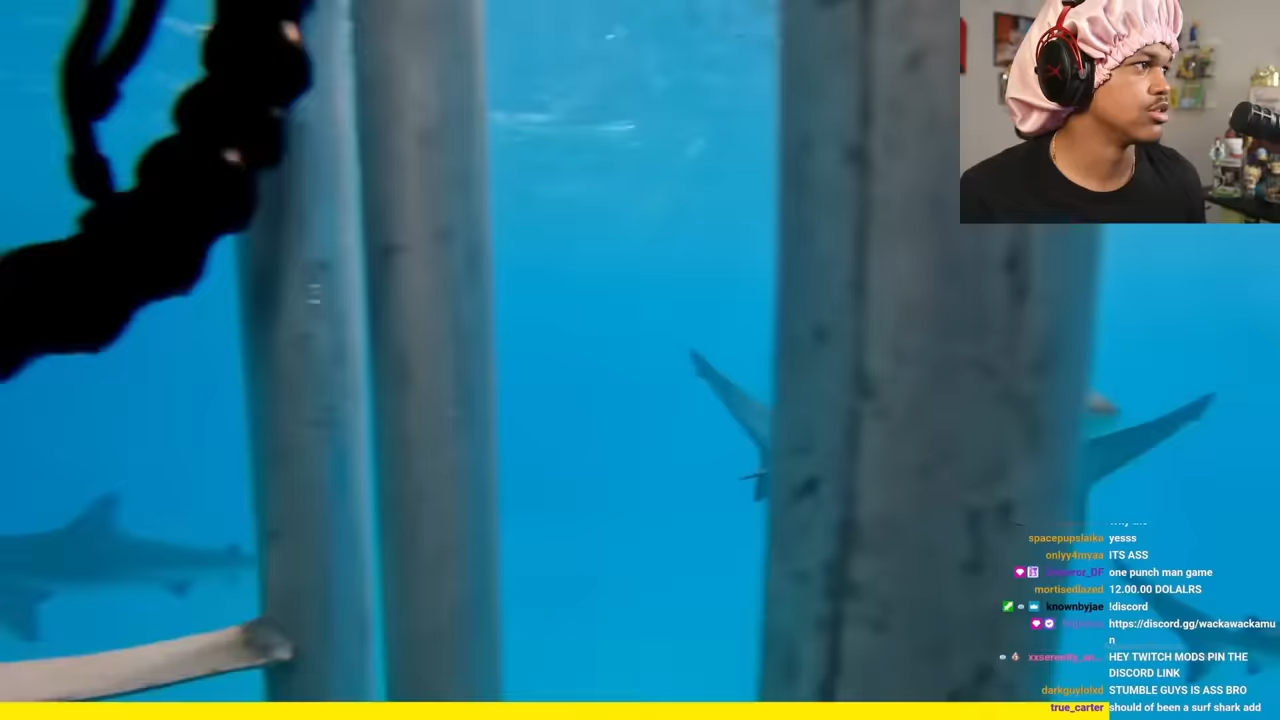 spacepupslaika yesss
onlyy4myaa ITS ASS
one punch man game
mortisedlazed 12.00.00 DOLALRS
knownbyjae !discord
https://discord.gg/wackawackamu
n
HEY TWITCH MODS PIN THE
DISCORD LINK
darkguylolxd STUMBLE GUYS IS ASS BRO
true_carter should of been a surf shark add